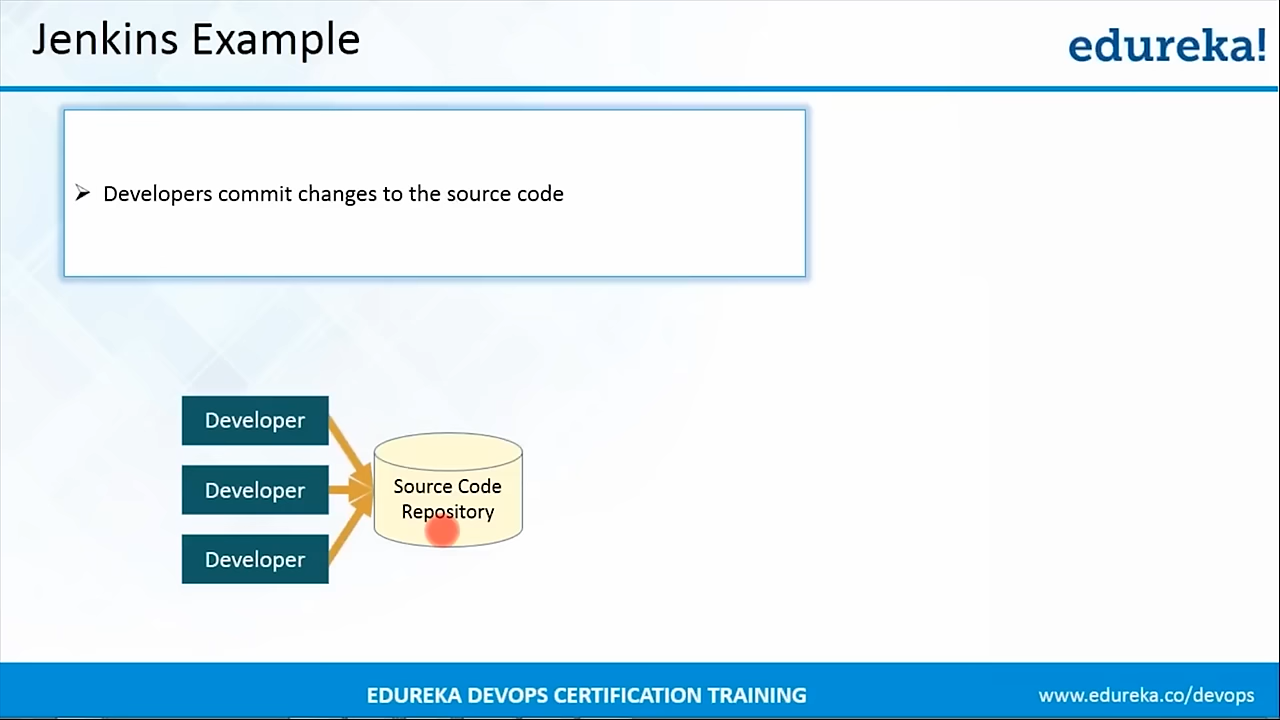 Jenkins Example
edureka!
Developers commit changes to the source code
Developer
Developer
Developer
Source Code
Repository
EDUREKA DEVOPS CERTIFICATION TRAINING
www.edureka.co/devops